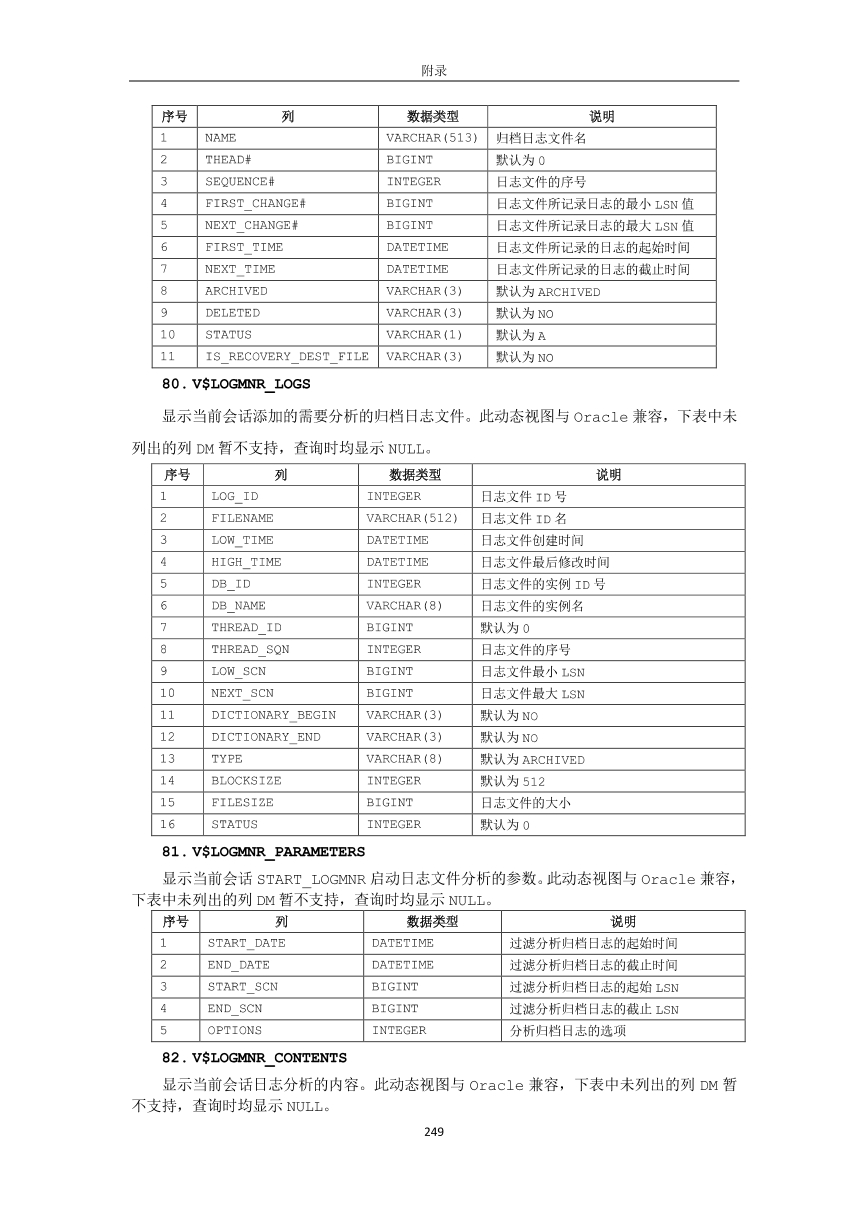 附录
序号 列 数据类型 说明
1 NAME VARCHAR(513) 归档日志文件名
2 THEAD# BIGINT 默认为 0
3 SEQUENCE# INTEGER 日志文件的序号
4 FIRST_CHANGE# BIGINT 日志文件所记录日志的最小 LSN 值
5 NEXT_CHANGE# BIGINT 日志文件所记录日志的最大 LSN 值
6 FIRST_TIME DATETIME 日志文件所记录的日志的起始时间
7 NEXT_TIME DATETIME 日志文件所记录的日志的截止时间
8 ARCHIVED VARCHAR(3) 默认为 ARCHIVED
9 DELETED VARCHAR(3) 默认为 NO
10 STATUS VARCHAR(1) 默认为 A
11 IS_RECOVERY_DEST_FILE VARCHAR(3) 默认为 NO
80. V$LOGMNR_LOGS
显示当前会话添加的需要分析的归档日志文件。此动态视图与 Oracle 兼容，下表中未
列出的列 DM 暂不支持，查询时均显示 NULL。
序号 列 数据类型 说明
1 LOG_ID INTEGER 日志文件 ID 号
2 FILENAME VARCHAR(512) 日志文件 ID 名
3 LOW_TIME DATETIME 日志文件创建时间
4 HIGH_TIME DATETIME 日志文件最后修改时间
5 DB_ID INTEGER 日志文件的实例 ID 号
6 DB_NAME VARCHAR(8) 日志文件的实例名
7 THREAD_ID BIGINT 默认为 0
8 THREAD_SQN INTEGER 日志文件的序号
9 LOW_SCN BIGINT 日志文件最小 LSN
10 NEXT_SCN BIGINT 日志文件最大 LSN
11 DICTIONARY_BEGIN VARCHAR(3) 默认为 NO
12 DICTIONARY_END VARCHAR(3) 默认为 NO
13 TYPE VARCHAR(8) 默认为 ARCHIVED
14 BLOCKSIZE INTEGER 默认为 512
15 FILESIZE BIGINT 日志文件的大小
16 STATUS INTEGER 默认为 0
81. V$LOGMNR_PARAMETERS
显示当前会话 START_LOGMNR 启动日志文件分析的参数。此动态视图与 Oracle 兼容，
下表中未列出的列 DM 暂不支持，查询时均显示 NULL。
序号 列 数据类型 说明
1 START_DATE DATETIME 过滤分析归档日志的起始时间
2 END_DATE DATETIME 过滤分析归档日志的截止时间
3 START_SCN BIGINT 过滤分析归档日志的起始 LSN
4 END_SCN BIGINT 过滤分析归档日志的截止 LSN
5 OPTIONS INTEGER 分析归档日志的选项
82. V$LOGMNR_CONTENTS
显示当前会话日志分析的内容。此动态视图与 Oracle 兼容，下表中未列出的列 DM 暂
不支持，查询时均显示 NULL。
249